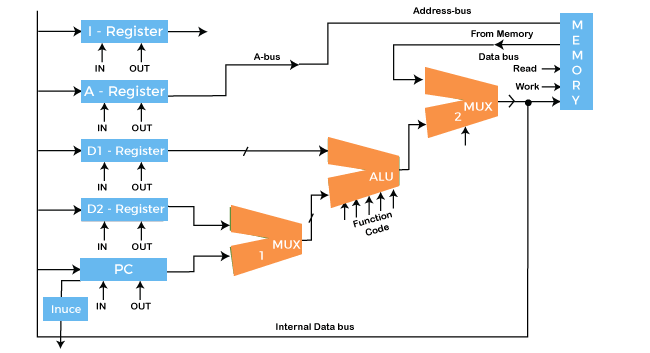 Address-bus
I - Register
From Memory
IN
OUT
A-bus
Data bus
Read
Work
MEMORY
A - Register
IN
OUT
MUX
2
D1 - Register
IN
OUT
ALU
Function
Code
D2 - Register
IN
OUT
MUX
1
PC
IN
OUT
Inuce
Internal Data bus